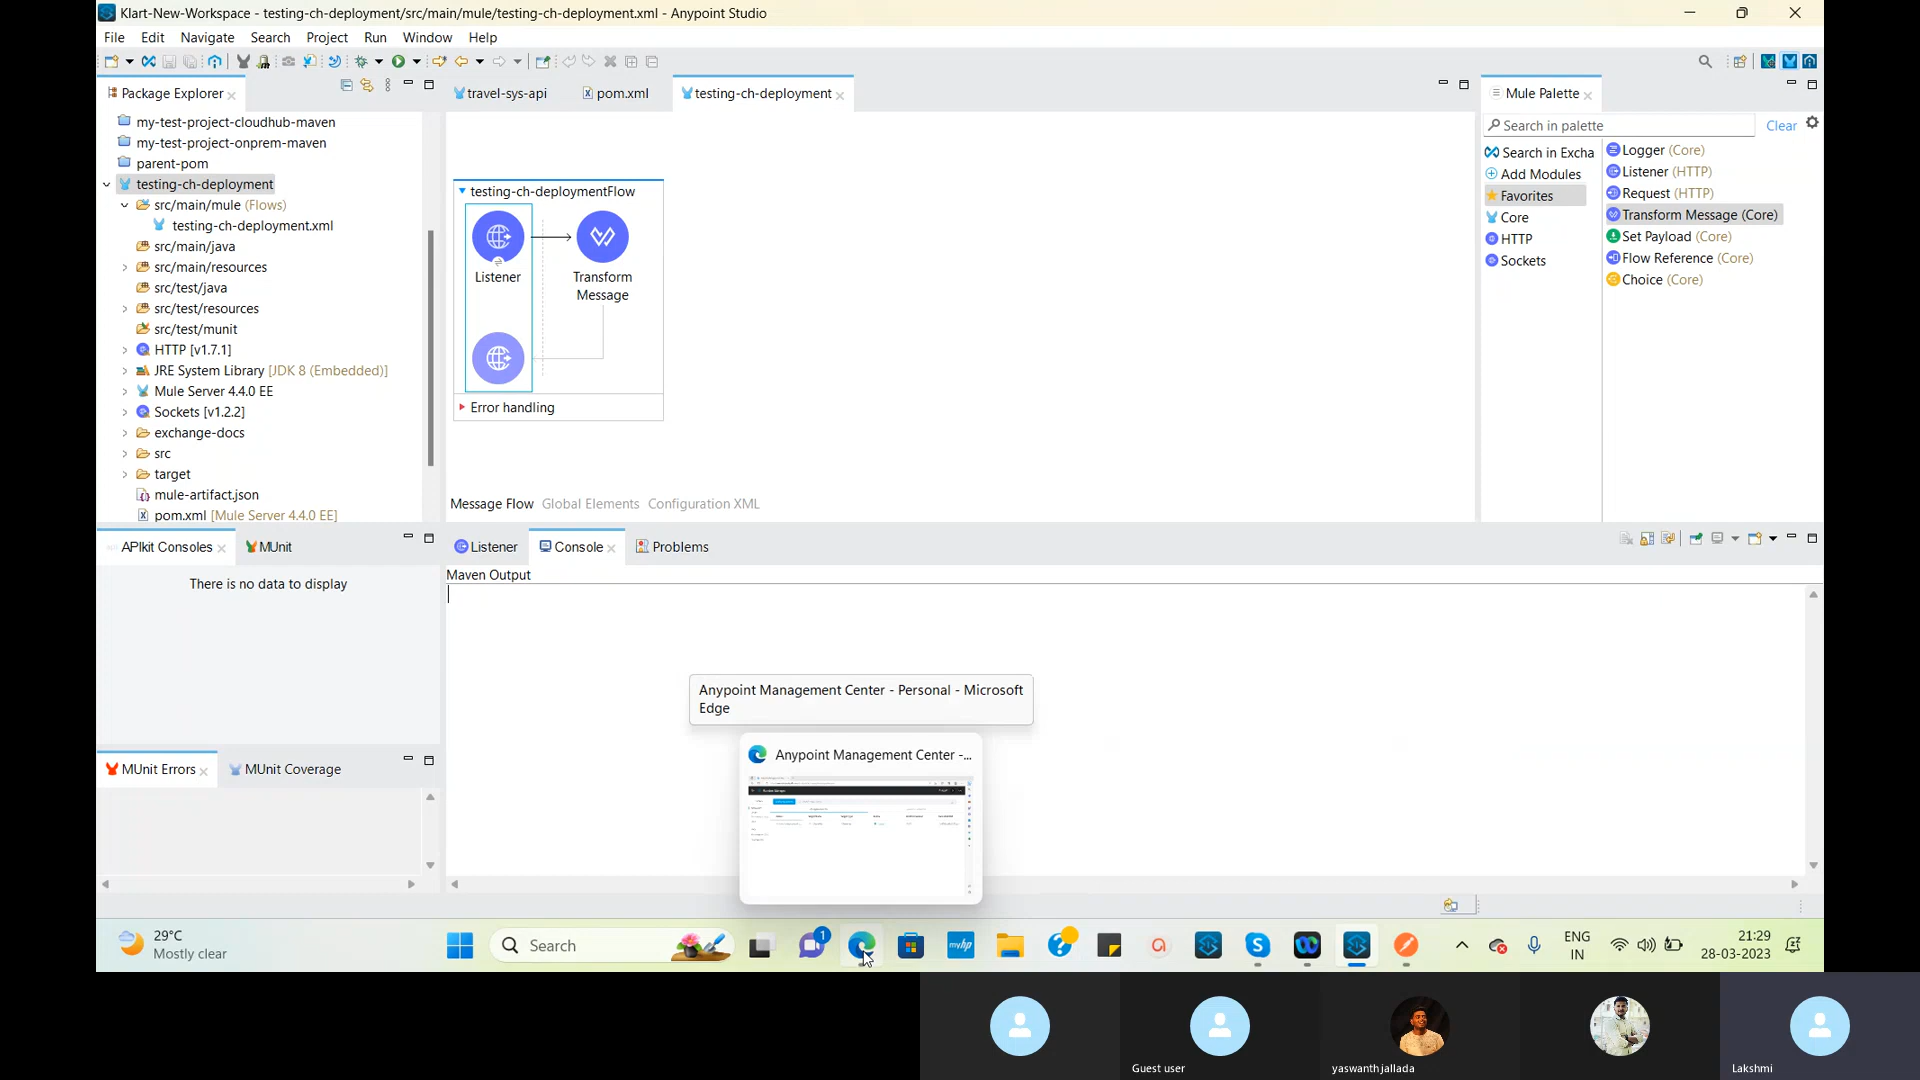 Klart-New-Workspace - testing-ch-deployment/src/main/mule/testing-ch-deployment.xml - Anypoint Studio
File Edit Navigate Search Project Run Window Help
Package Explorer
my-test-project-cloudhub-maven
my-test-project-onprem-maven
parent-pom
testing-ch-deployment
src/main/mule (Flows)
testing-ch-deployment.xml
src/main/java
src/main/resources
src/test/java
src/test/resources
src/test/munit
HTTP [v1.7.1]
JRE System Library [JDK 8 (Embedded)]
Mule Server 4.4.0 EE
Sockets [v1.2.2]
exchange-docs
src
target
mule-artifact.json
pom.xml [Mule Server 4.4.0 EE]
travel-sys-api pom.xml testing-ch-deployment
testing-ch-deploymentFlow
Listener
Transform
Message
Error handling
Message Flow Global Elements Configuration XML
Mule Palette
Search in palette Clear
Search in Excha
Add Modules
Favorites
Core
HTTP
Sockets
Logger (Core)
Listener (HTTP)
Request (HTTP)
Transform Message (Core)
Set Payload (Core)
Flow Reference (Core)
Choice (Core)
APIkit Consoles MUnit
There is no data to display
MUnit Errors MUnit Coverage
Listener Console Problems
Maven Output
Anypoint Management Center - Personal - Microsoft
Edge
Anypoint Management Center -...
29°C
Mostly clear
Search
1
myhp
ENG
IN
21:29
28-03-2023
Guest user
yaswanth jallada
Lakshmi